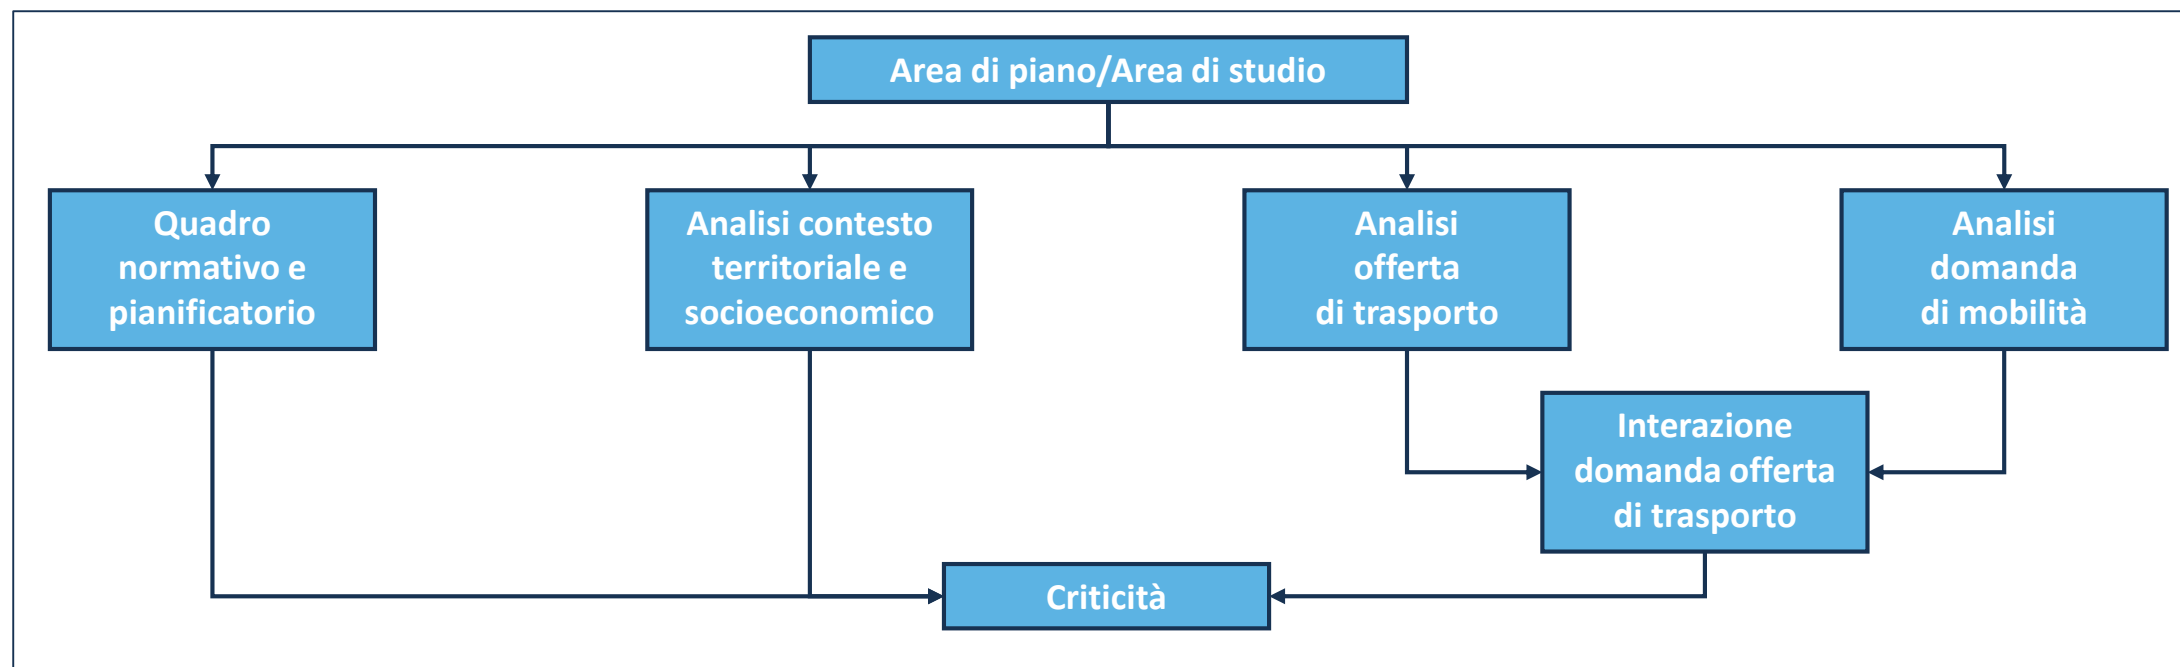 Area di piano/Area di studio
Quadro
normativo e
pianificatorio
Analisi contesto
territoriale e
socioeconomico
Analisi
offerta
di trasporto
Analisi
domanda
di mobilità
Interazione
domanda offerta
di trasporto
Criticità